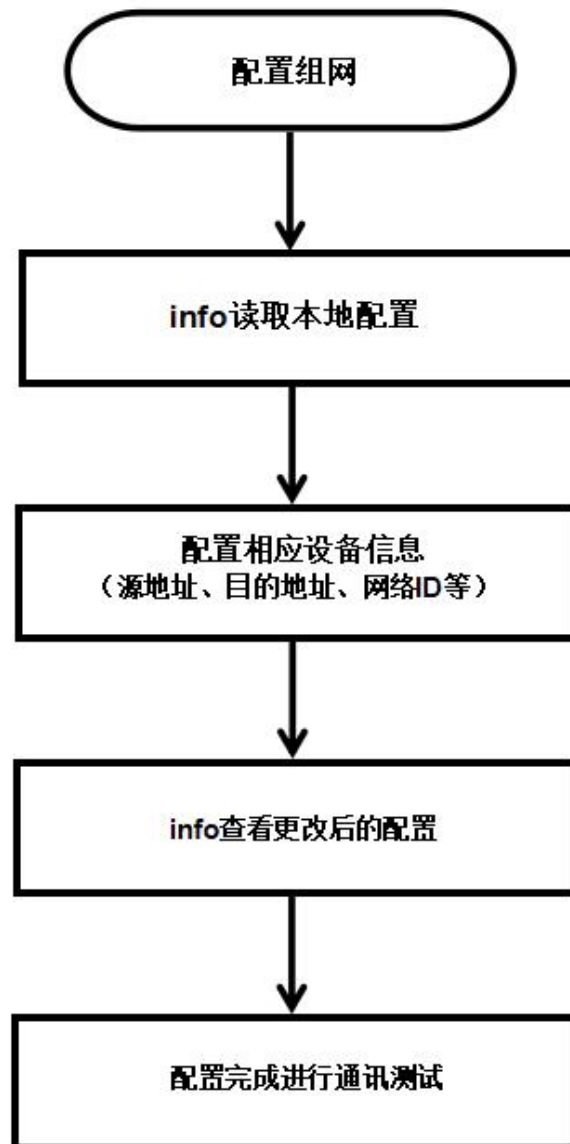 配置组网
info读取本地配置
配置相应设备信息
（源地址、目的地址、网络ID等）
info查看更改后的配置
配置完成进行通讯测试